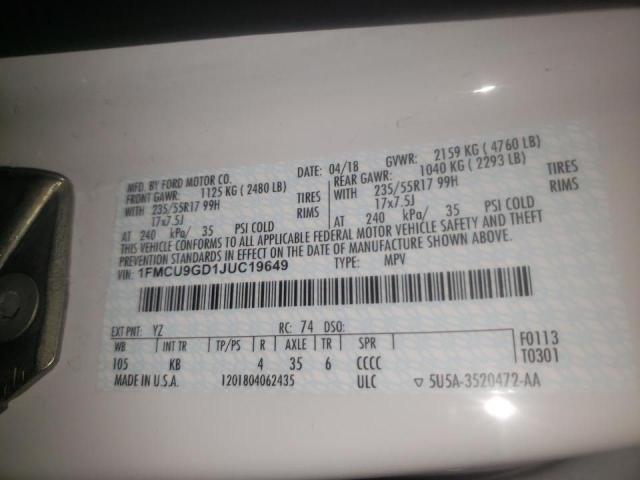 MFD. BY FORD MOTOR CO.
DATE: 04/18 GVWR: 2159 KG ( 4760 LB)
FRONT GAWR: 1125 KG ( 2480 LB) REAR GAWR: 1040 KG ( 2293 LB)
WITH 235/55R17 99H TIRES WITH 235/55R17 99H TIRES
17x7.5J RIMS 17x7.5J RIMS
AT 240 kPa/ 35 PSI COLD AT 240 kPa/ 35 PSI COLD
THIS VEHICLE CONFORMS TO ALL APPLICABLE FEDERAL MOTOR VEHICLE SAFETY AND THEFT
PREVENTION STANDARDS IN EFFECT ON THE DATE OF MANUFACTURE SHOWN ABOVE.
VIN: 1FMCU9GD1JUC19649 TYPE: MPV
EXT PNT: YZ RC: 74 DSO:
WB INT TR TP/PS R AXLE TR SPR F0113
105 KB 4 35 6 CCCC T0301
MADE IN U.S.A. 1201804062435 ULC ▽ 5U5A-3520472-AA